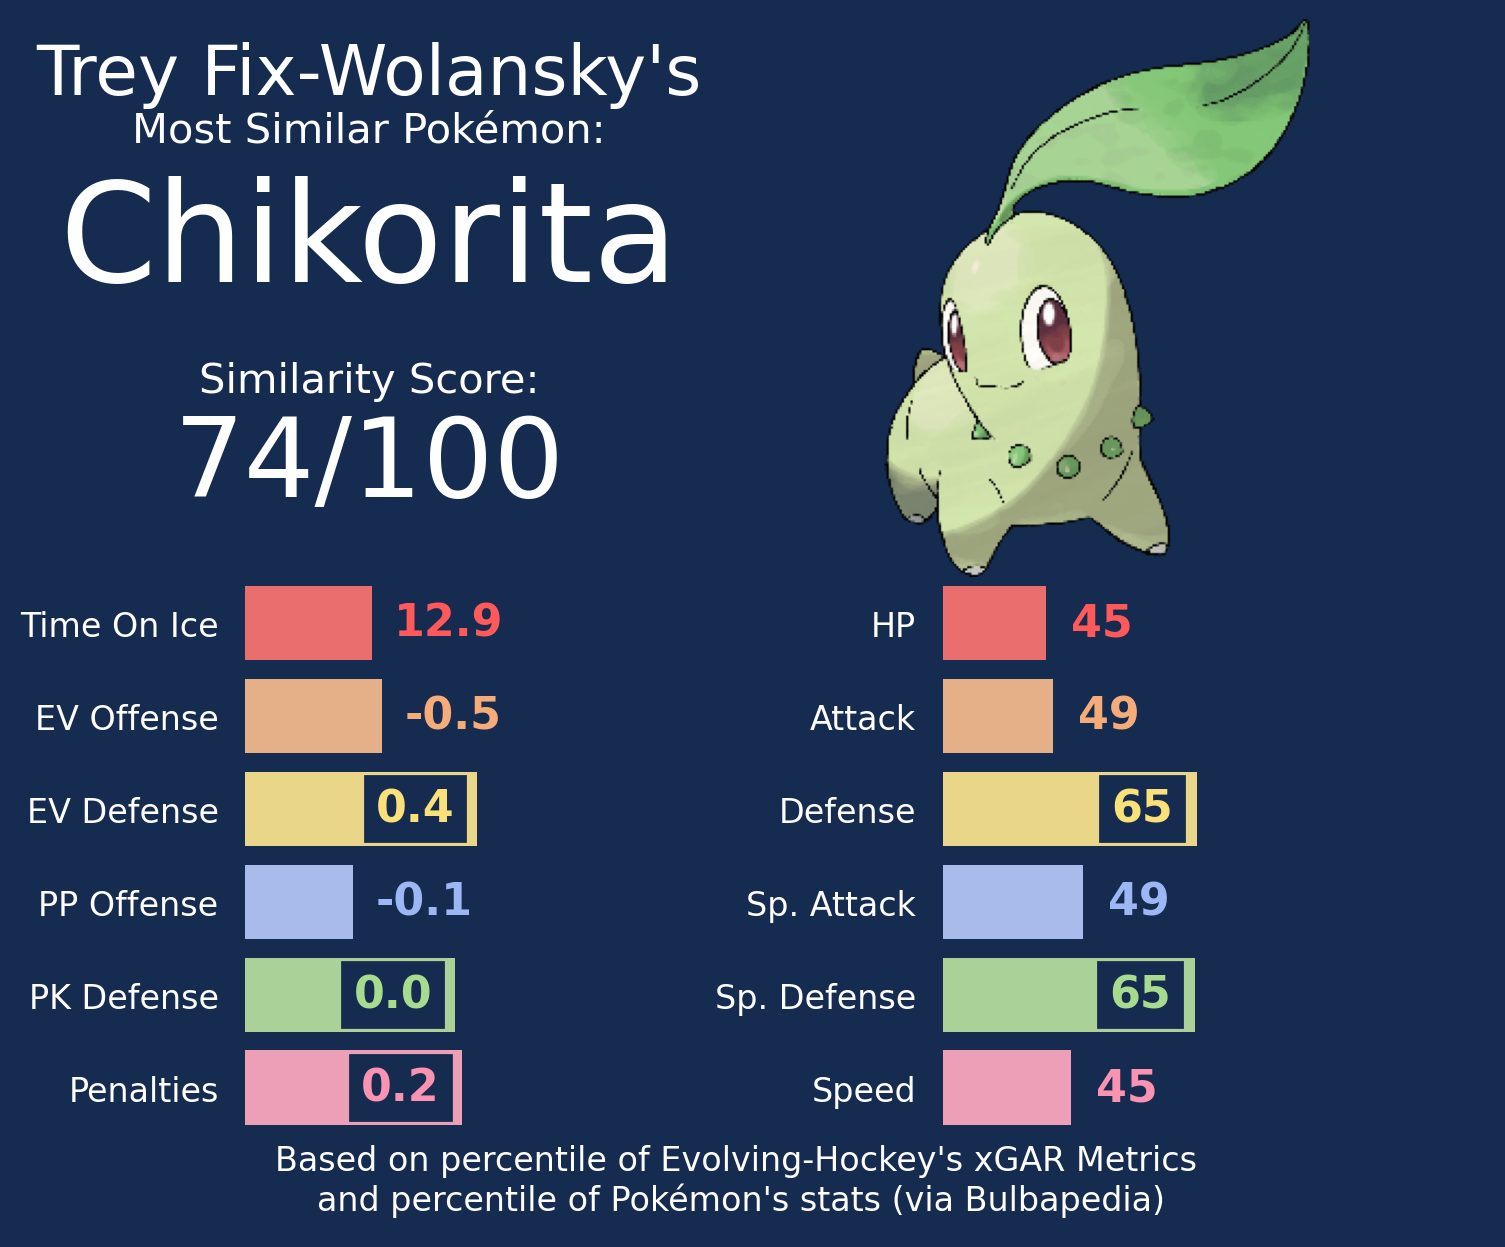 Trey Fix-Wolansky's
Most Similar Pokémon:
Chikorita
Similarity Score:
74/100
Time On Ice 12.9
EV Offense -0.5
EV Defense 0.4
PP Offense -0.1
PK Defense 0.0
Penalties 0.2
HP 45
Attack 49
Defense 65
Sp. Attack 49
Sp. Defense 65
Speed 45
Based on percentile of Evolving-Hockey's xGAR Metrics
and percentile of Pokémon's stats (via Bulbapedia)